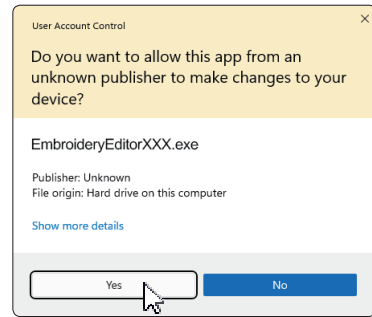 User Account Control
Do you want to allow this app from an
unknown publisher to make changes to your
device?
EmbroideryEditorXXX.exe
Publisher: Unknown
File origin: Hard drive on this computer
Show more details
Yes
No